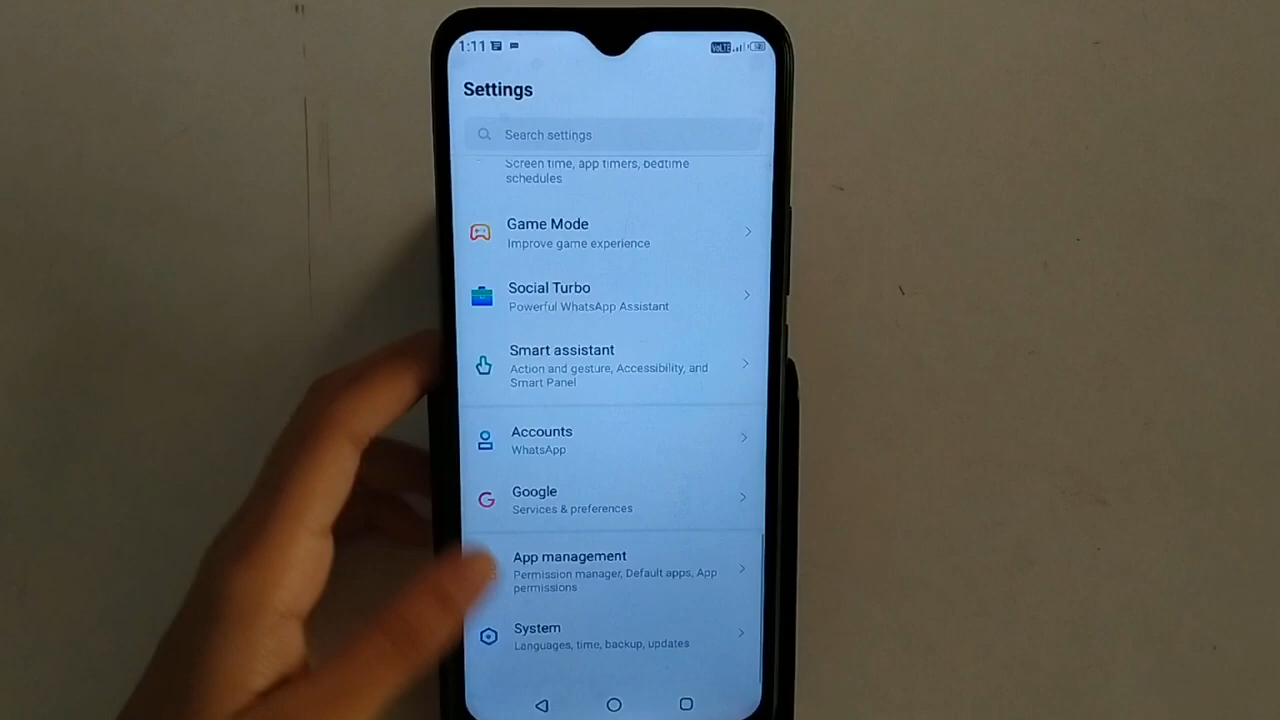 1:11
VoLTE
Settings
Search settings
Screen time, app timers, bedtime
schedules
Game Mode
Improve game experience
Social Turbo
Powerful WhatsApp Assistant
Smart assistant
Action and gesture, Accessibility, and
Smart Panel
Accounts
WhatsApp
Google
Services & preferences
App management
Permission manager, Default apps, App
permissions
System
Languages, time, backup, updates